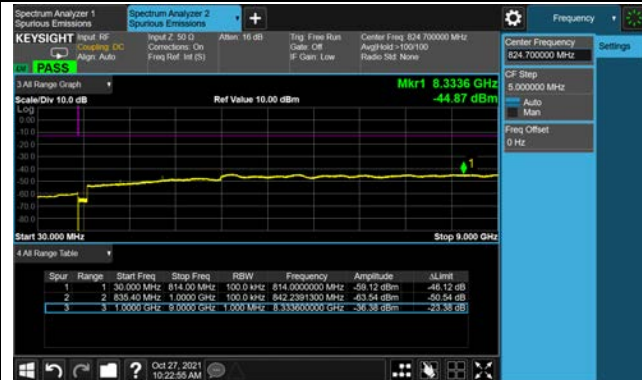 Spectrum Analyzer 1
Spurious Emissions
Spectrum Analyzer 2
Spurious Emissions
+
Frequency
KEYSIGHT
Input: RF
Coupling: DC
Align: Auto
Input Z: 50 Ω
Corrections: On
Freq Ref: Int (S)
Atten: 16 dB
Trig: Free Run
Gate: Off
IF Gain: Low
Center Freq: 824.700000 MHz
Avg|Hold:>100/100
Radio Std: None
PASS
Center Frequency
824.700000 MHz
Settings
CF Step
5.000000 MHz
Auto
Man
Freq Offset
0 Hz
3 All Range Graph
Mkr1 8.3336 GHz
-44.87 dBm
Scale/Div 10.0 dB
Ref Value 10.00 dBm
Log
0.00
-10.0
-20.0
-30.0
-40.0
-50.0
-60.0
-70.0
-80.0
1
Start 30.000 MHz
Stop 9.000 GHz
4 All Range Table
Spur Range Start Freq Stop Freq RBW Frequency Amplitude ΔLimit
1 1 30.000 MHz 814.00 MHz 100.0 kHz 814.0000000 MHz -59.12 dBm -46.12 dB
2 2 835.40 MHz 1.0000 GHz 100.0 kHz 842.2391300 MHz -63.54 dBm -50.54 dB
3 3 1.0000 GHz 9.0000 GHz 1.000 MHz 8.333600000 GHz -36.38 dBm -23.38 dB
?
Oct 27, 2021
10:22:55 AM